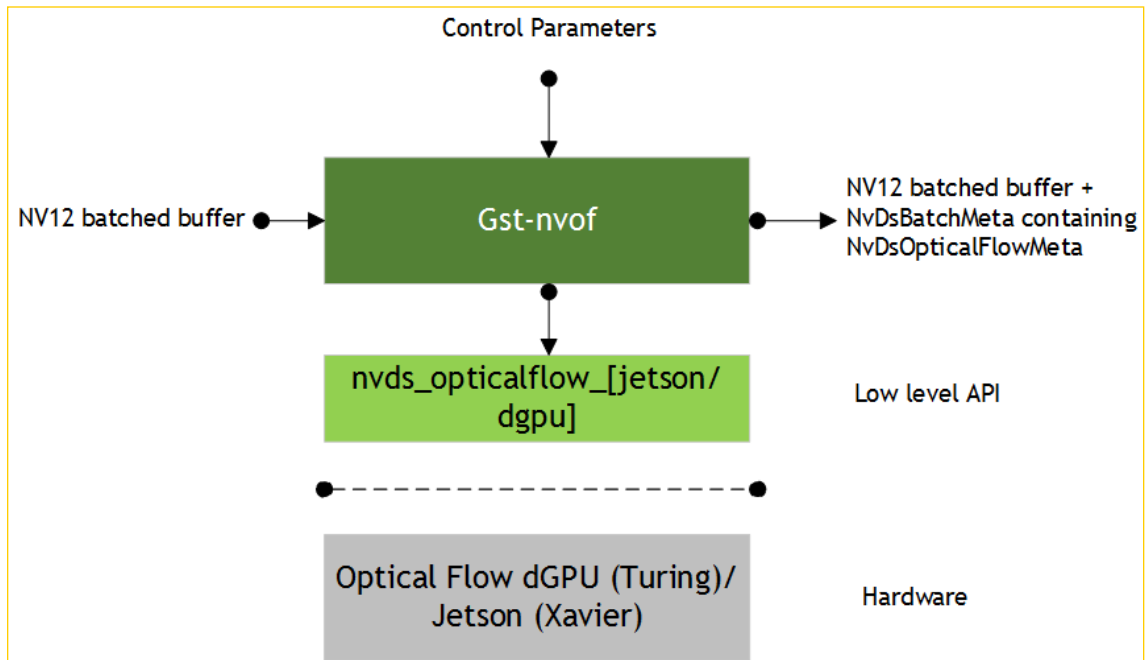 Control Parameters
NV12 batched buffer
Gst-nvof
NV12 batched buffer +
NvDsBatchMeta containing
NvDsOpticalFlowMeta
nvds_opticalflow_[jetson/
dgpu]
Low level API
Optical Flow dGPU (Turing)/
Jetson (Xavier)
Hardware